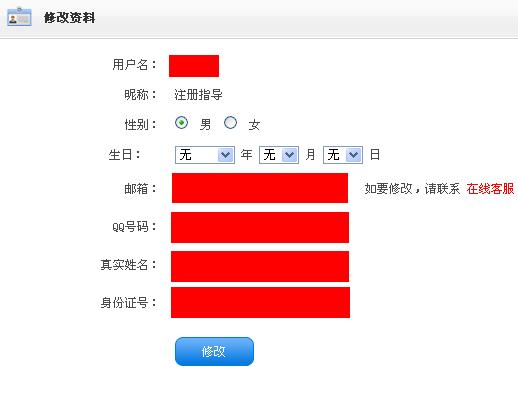 修改资料
用户名：
昵称： 注册指导
性别： 男 女
生日： 无 年 无 月 无 日
邮箱： 如要修改，请联系 在线客服
QQ号码：
真实姓名：
身份证号：
修改